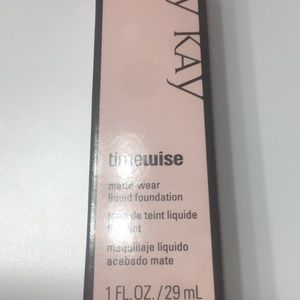 Y KAY
timewise
matte-wear
liquid foundation
fond de teint liquide
maquillaje líquido
acabado mate
1 FL.OZ./29 mL